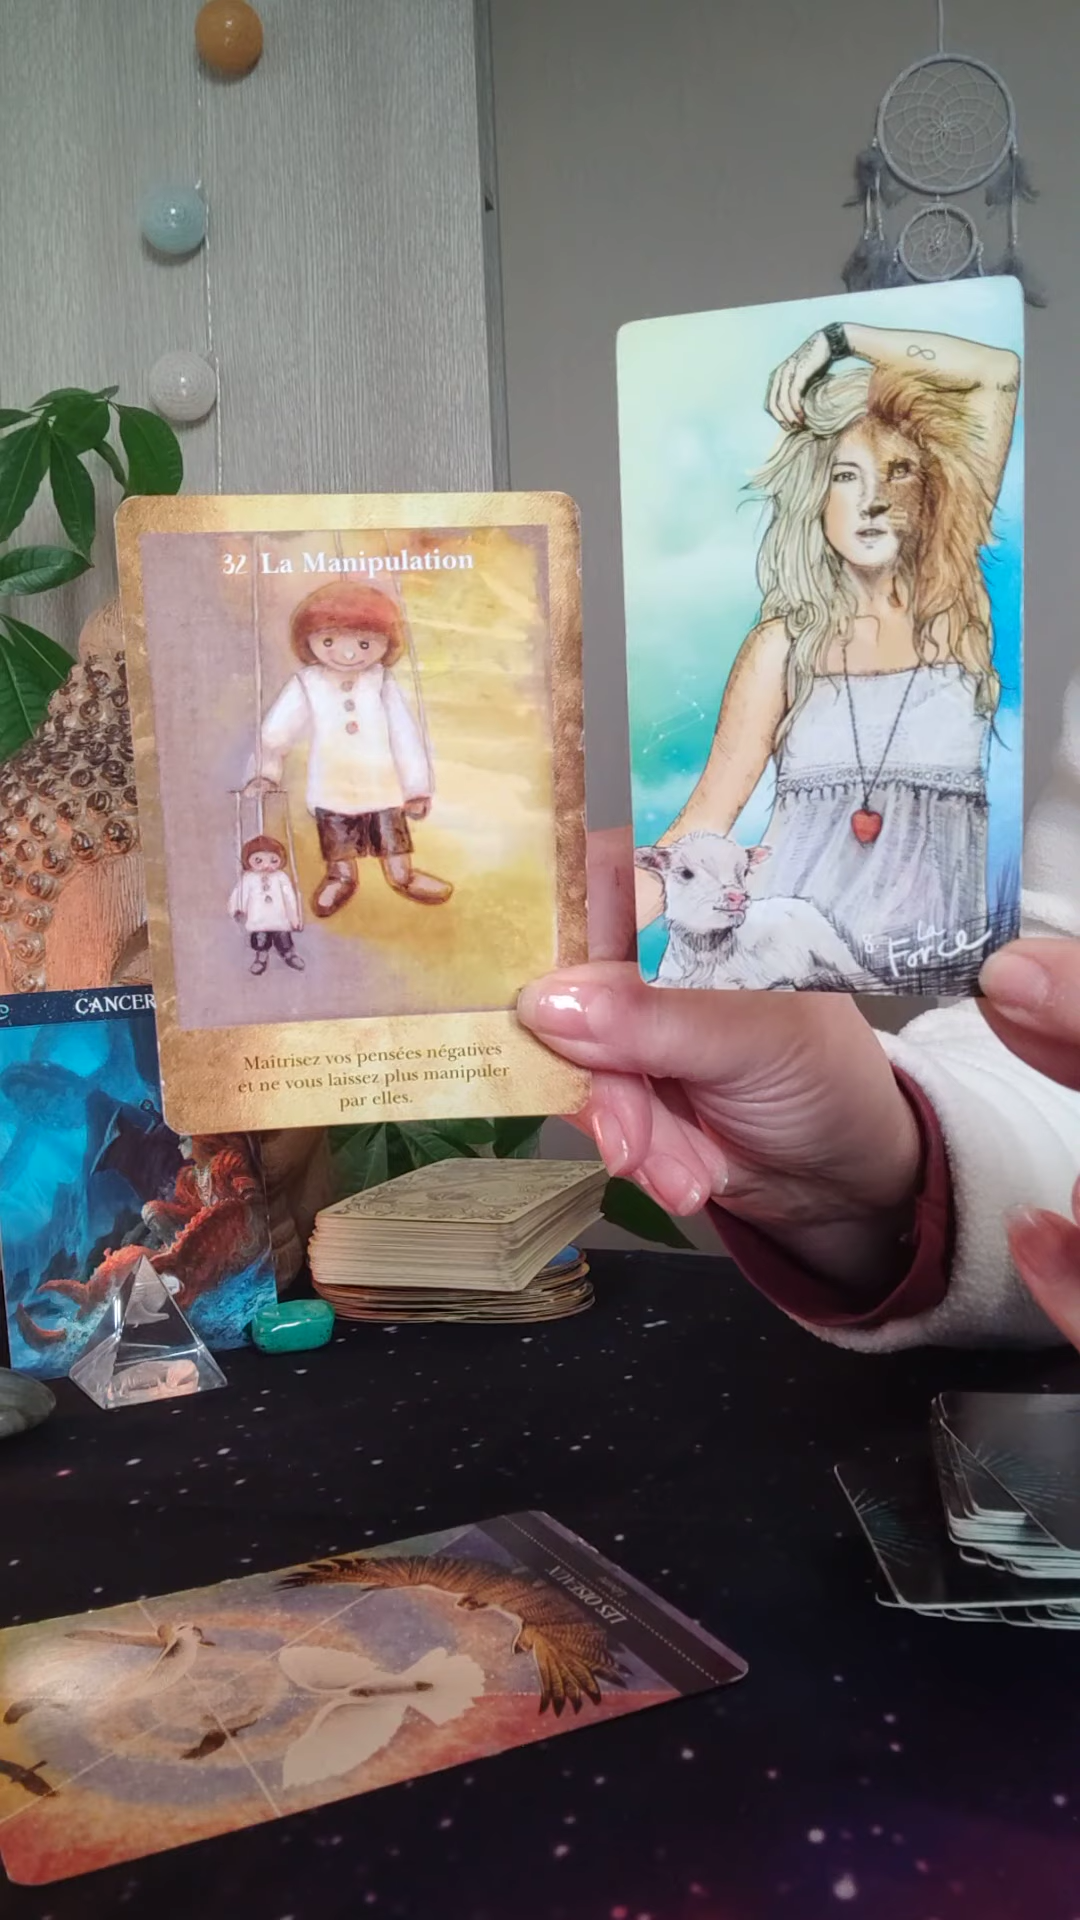 32 La Manipulation
8 La
Force
CANCER
Maîtrisez vos pensées négatives
et ne vous laissez plus manipuler
par elles.
LES OISEAUX